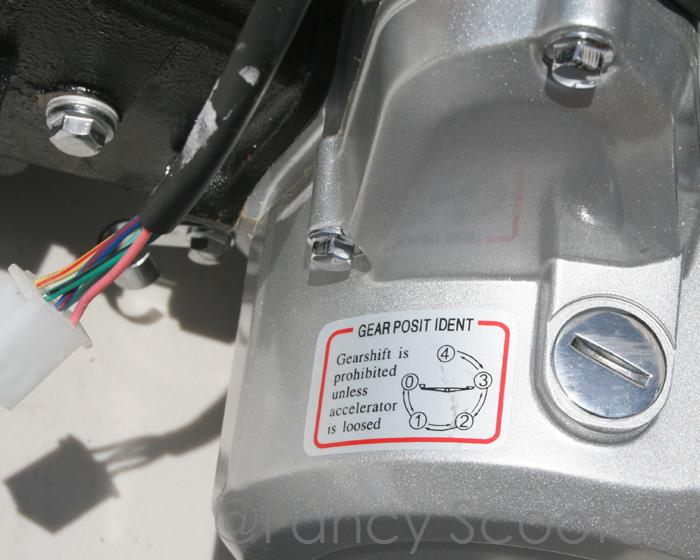 GEAR POSIT IDENT
Gearshift is
prohibited
unless
accelerator
is loosed
4
0
3
1
2
@Fancy Scoot